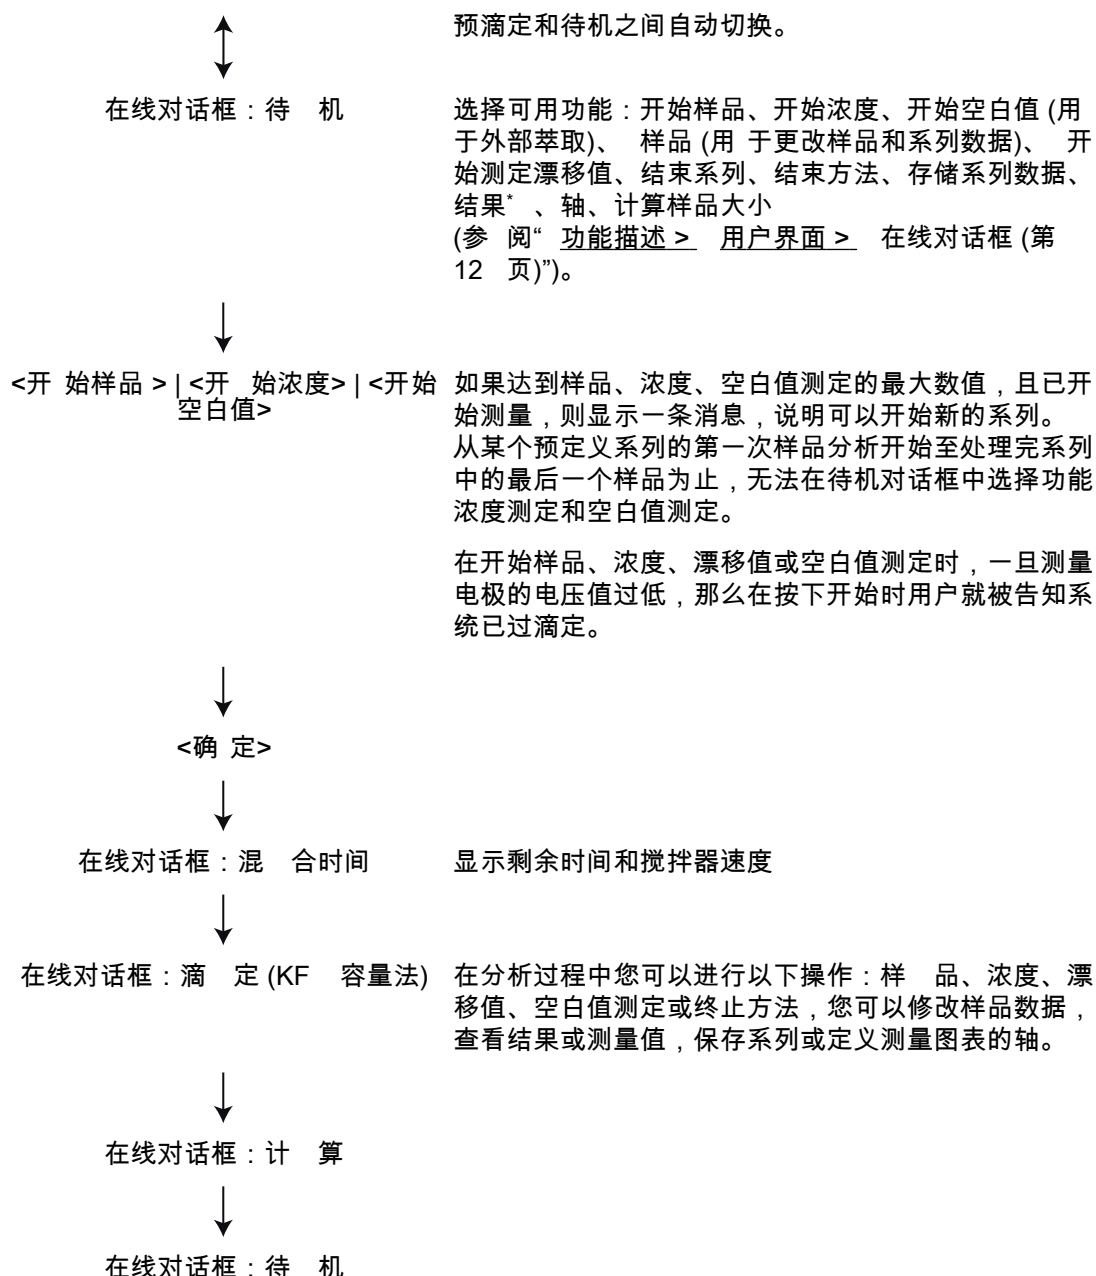 预滴定和待机之间自动切换。
在线对话框：待 机
选择可用功能：开始样品、开始浓度、开始空白值 (用
于外部萃取)、 样品 (用 于更改样品和系列数据)、 开
始测定漂移值、结束系列、结束方法、存储系列数据、
结果* 、轴、计算样品大小
(参 阅“ 功能描述 > 用户界面 > 在线对话框 (第
12 页)”)。
<开 始样品 > | <开 始浓度> | <开始
空白值>
如果达到样品、浓度、空白值测定的最大数值，且已开
始测量，则显示一条消息，说明可以开始新的系列。
从某个预定义系列的第一次样品分析开始至处理完系列
中的最后一个样品为止，无法在待机对话框中选择功能
浓度测定和空白值测定。
在开始样品、浓度、漂移值或空白值测定时，一旦测量
电极的电压值过低，那么在按下开始时用户就被告知系
统已过滴定。
<确 定>
在线对话框：混 合时间
显示剩余时间和搅拌器速度
在线对话框：滴 定 (KF 容量法)
在分析过程中您可以进行以下操作：样 品、浓度、漂
移值、空白值测定或终止方法，您可以修改样品数据，
查看结果或测量值，保存系列或定义测量图表的轴。
在线对话框：计 算
在线对话框：待 机